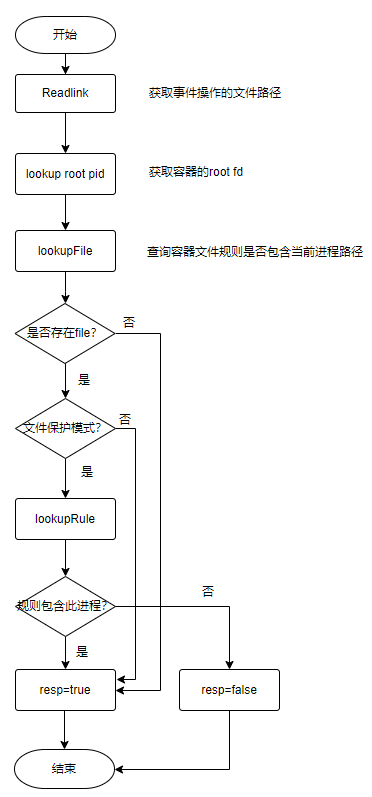 开始
Readlink
获取事件操作的文件路径
lookup root pid
获取容器的root fd
lookupFile
查询容器文件规则是否包含当前进程路径
是否存在file?
否
是
文件保护模式?
否
是
lookupRule
规则包含此进程?
否
是
resp=true
resp=false
结束